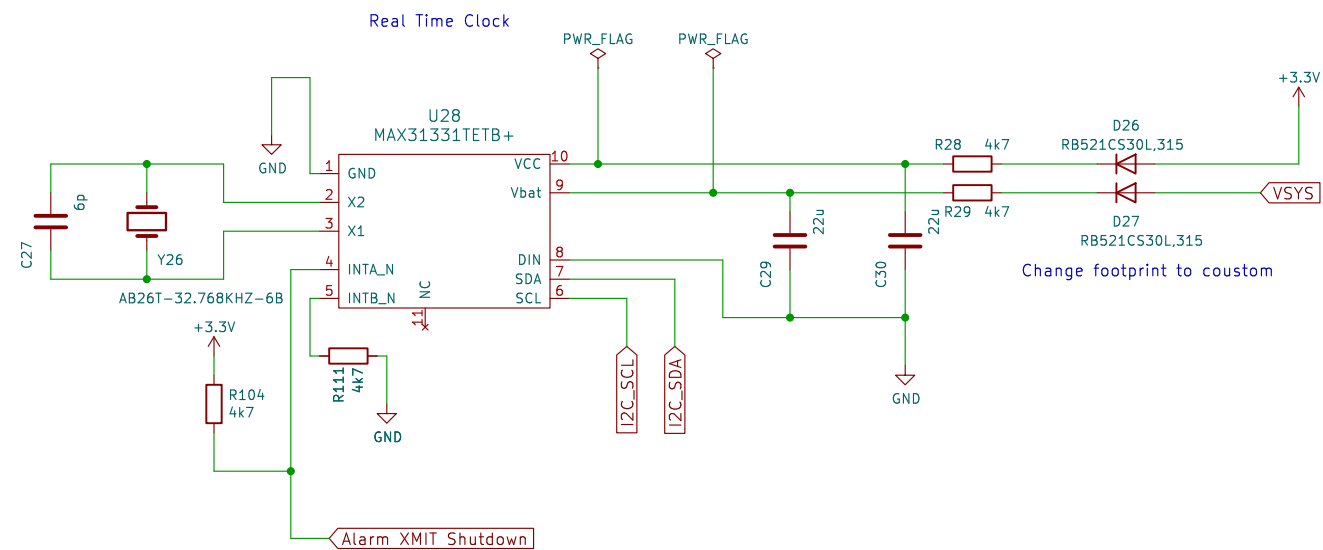 Real Time Clock
PWR_FLAG
PWR_FLAG
+3.3V
U28
MAX31331TETB+
D26
RB521CS30L,315
R28 4k7
GND
1 GND
2 X2
3 X1
4 INTA_N
5 INTB_N
NC
11
VCC 10
Vbat 9
DIN 8
SDA 7
SCL 6
6p
C27
Y26
AB26T-32.768KHZ-6B
R29 4k7
22u
C29
22u
C30
VSYS
D27
RB521CS30L,315
Change footprint to coustom
+3.3V
R104
4k7
R111
4k7
GND
I2C_SCL
I2C_SDA
GND
Alarm XMIT Shutdown